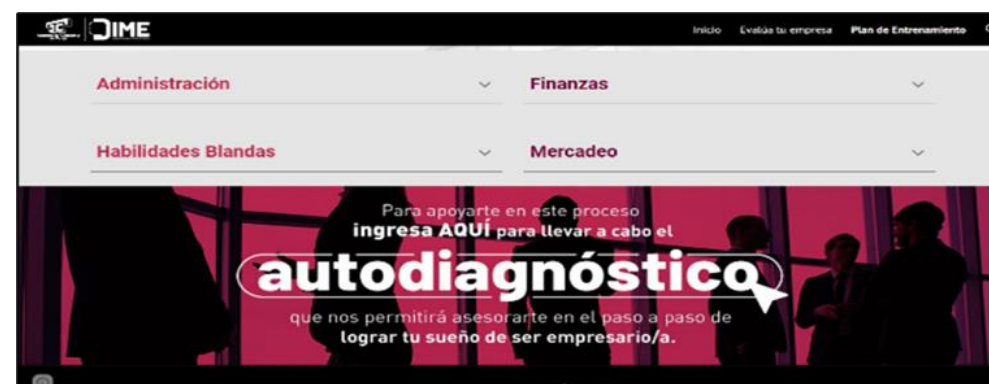 DIME
Inicio Evalúa tu empresa Plan de Entrenamiento
Administración
Finanzas
Habilidades Blandas
Mercadeo
Para apoyarte en este proceso
ingresa AQUÍ para llevar a cabo el
autodiagnóstico
que nos permitirá asesorarte en el paso a paso de
lograr tu sueño de ser empresario/a.